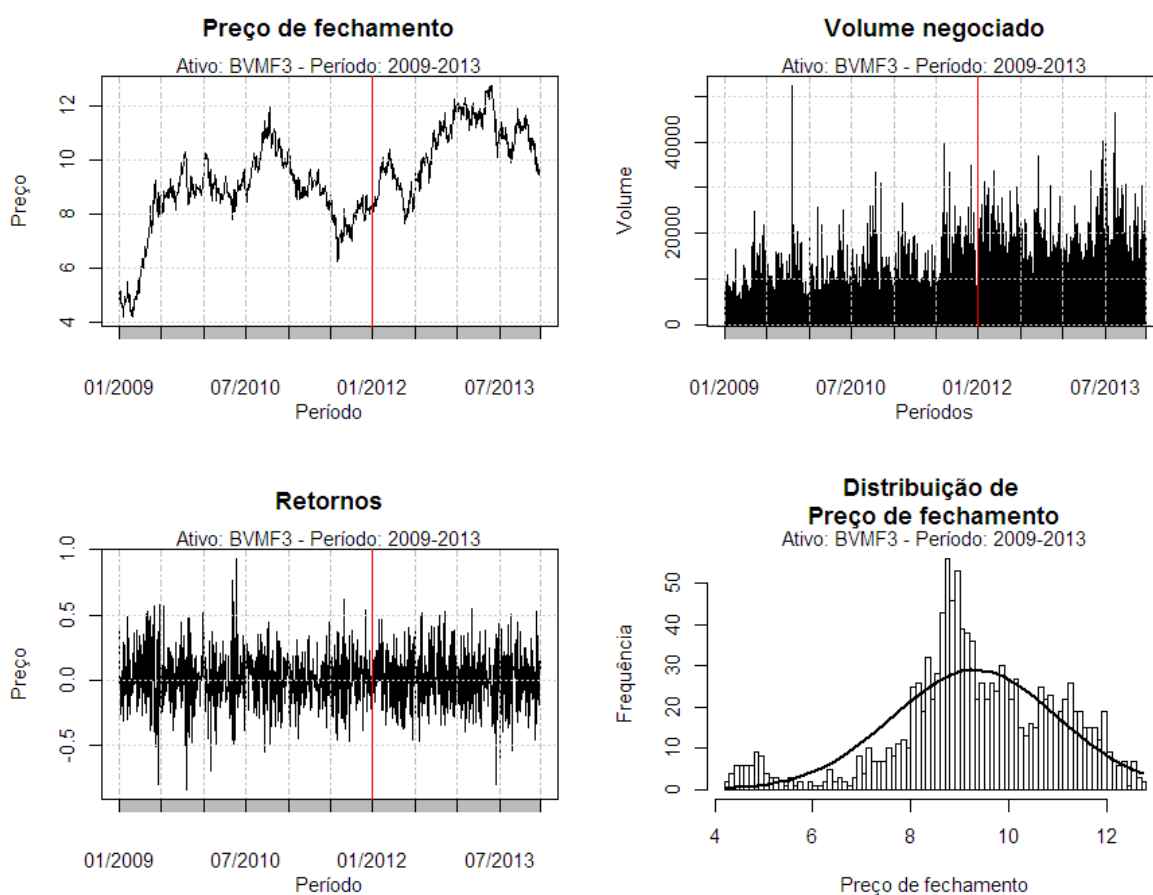 Preço de fechamento
Ativo: BVMF3 - Período: 2009-2013
Preço
12
10
8
6
4
01/2009
07/2010
01/2012
07/2013
Período
Volume negociado
Ativo: BVMF3 - Período: 2009-2013
Volume
40000
20000
0
01/2009
07/2010
01/2012
07/2013
Períodos
Retornos
Ativo: BVMF3 - Período: 2009-2013
Preço
1.0
0.5
0.0
-0.5
01/2009
07/2010
01/2012
07/2013
Período
Distribuição de
Preço de fechamento
Ativo: BVMF3 - Período: 2009-2013
Frequência
50
40
30
20
10
0
4
6
8
10
12
Preço de fechamento